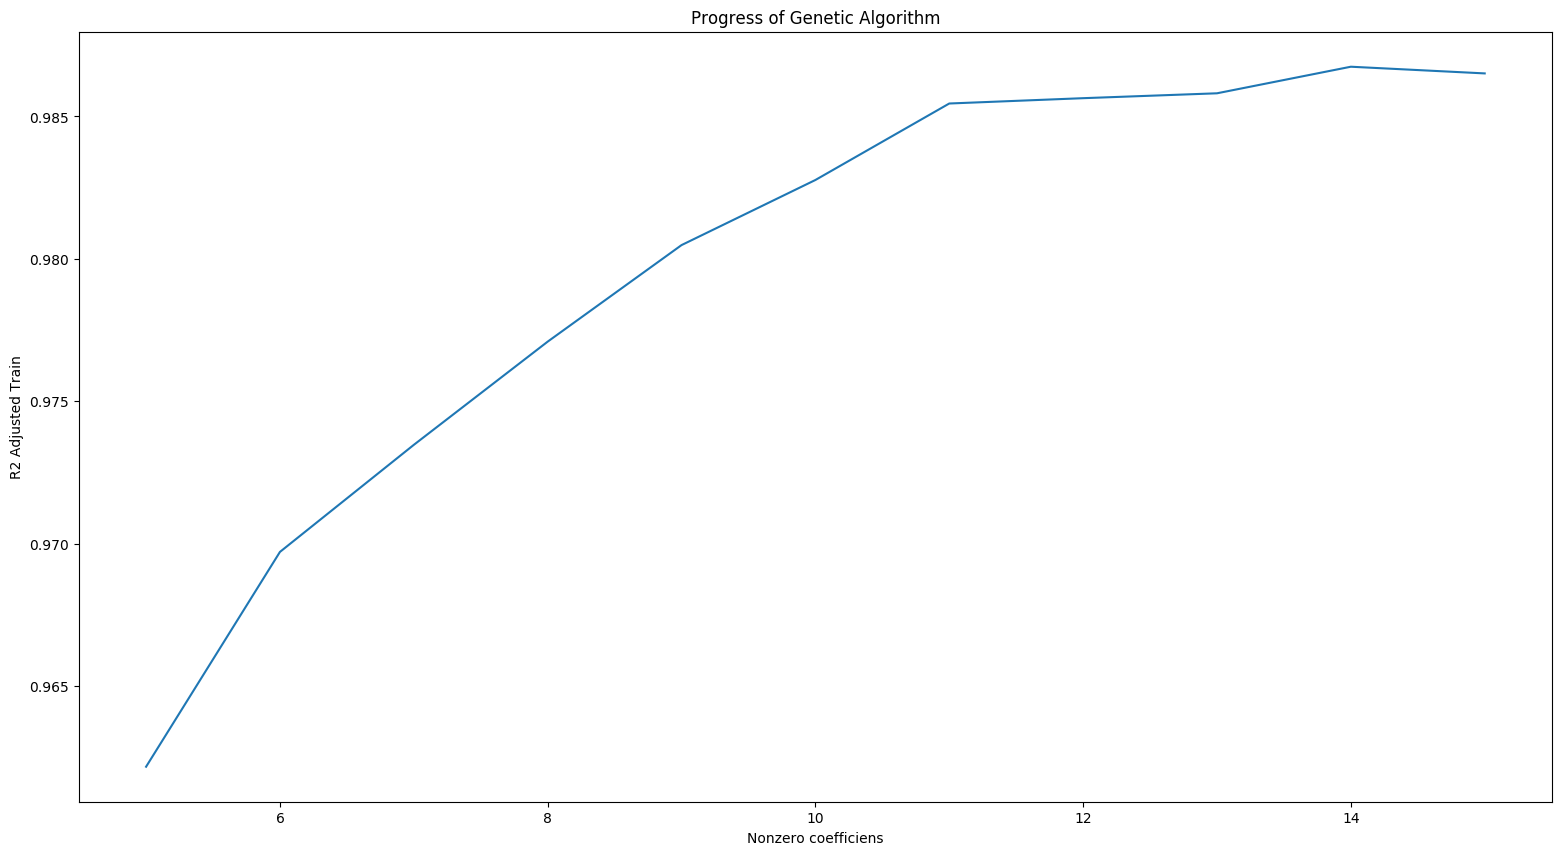 Progress of Genetic Algorithm
R2 Adjusted Train
0.985
0.980
0.975
0.970
0.965
6 8 10 12 14
Nonzero coefficiens